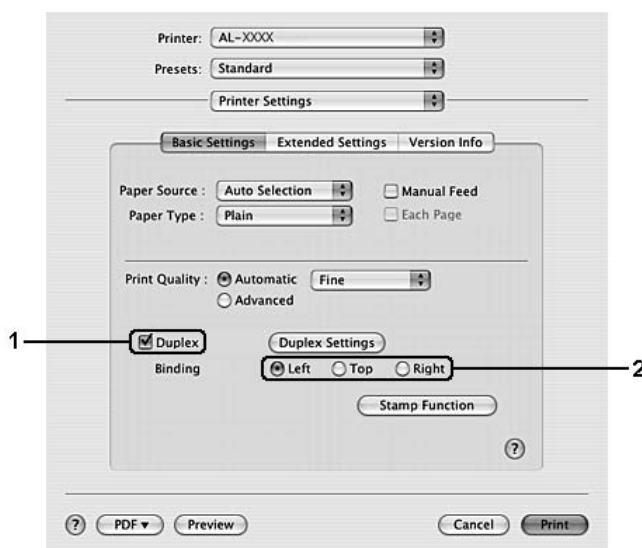 Printer: AL-XXXX
Presets: Standard
Printer Settings
Basic Settings Extended Settings Version Info
Paper Source : Auto Selection Manual Feed
Paper Type : Plain Each Page
Print Quality : Automatic Fine
Advanced
1 Duplex Duplex Settings
Binding Left Top Right 2
Stamp Function
?
? PDF ▾ Preview Cancel Print